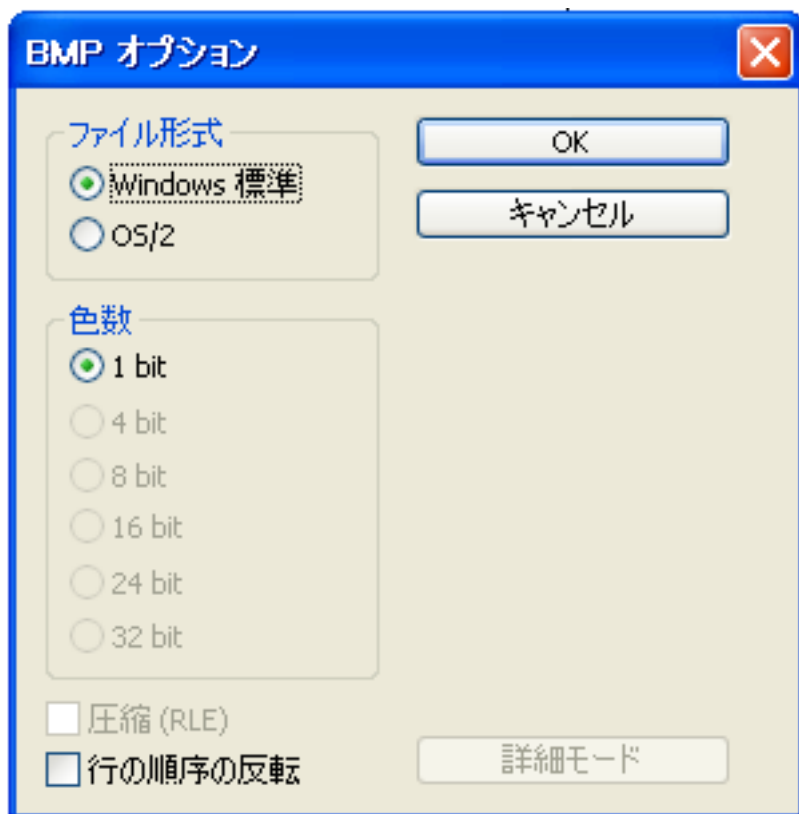 BMP オプション
ファイル形式
Windows 標準
OS/2
OK
キャンセル
色数
1 bit
4 bit
8 bit
16 bit
24 bit
32 bit
圧縮 (RLE)
行の順序の反転
詳細モード